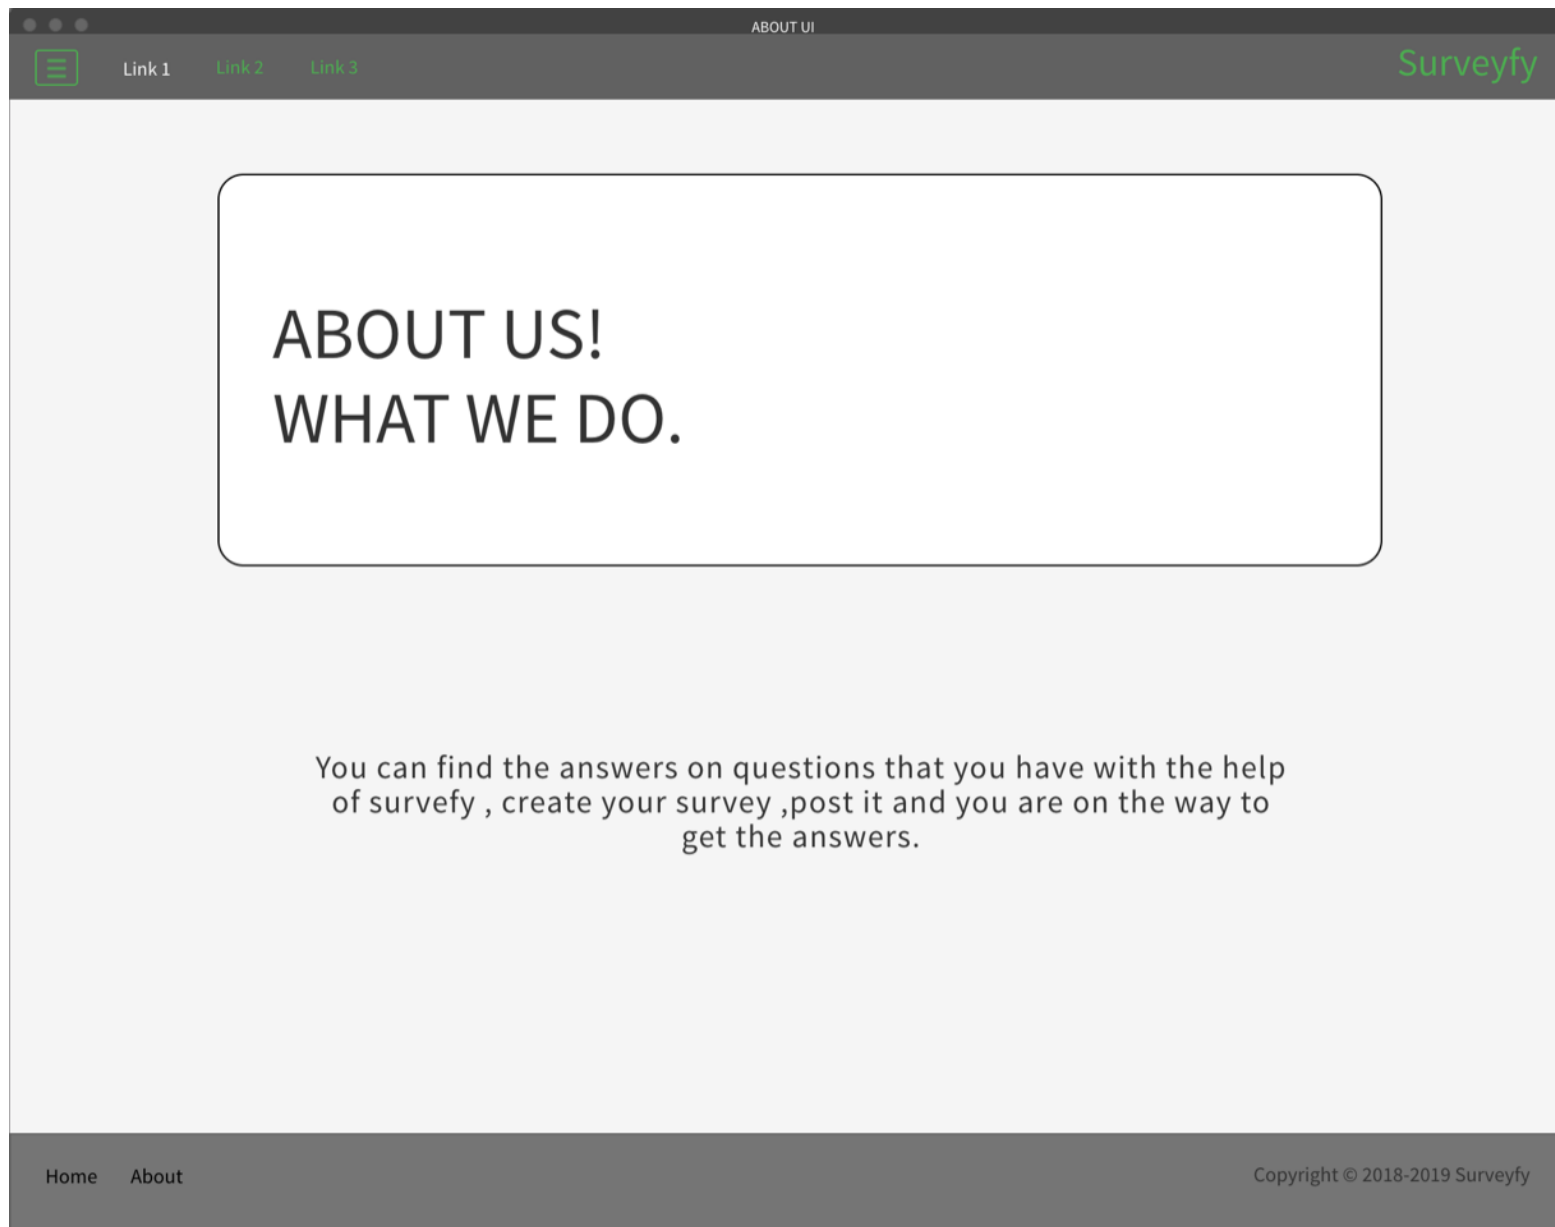 ABOUT UI
Link 1 Link 2 Link 3 Surveyfy
ABOUT US!
WHAT WE DO.
You can find the answers on questions that you have with the help
of survefy , create your survey ,post it and you are on the way to
get the answers.
Home About Copyright © 2018-2019 Surveyfy